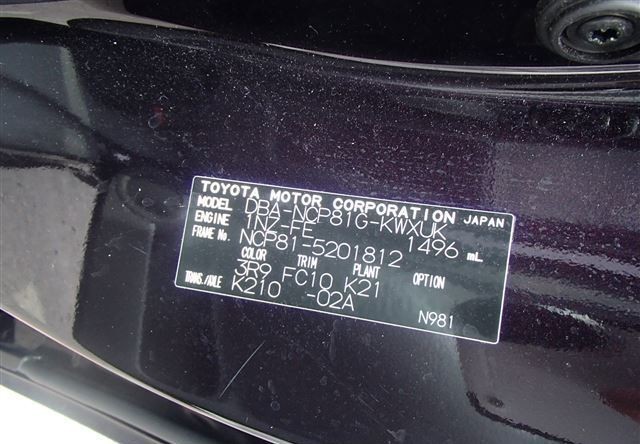 TOYOTA MOTOR CORPORATION JAPAN
MODEL DBA-NCP81G-KWXUK
ENGINE 1NZ-FE 1496 mL
FRAME No. NCP81-5201812
COLOR TRIM PLANT OPTION
3R9 FC10 K21
TRANS./AXLE K210 -02A
N981